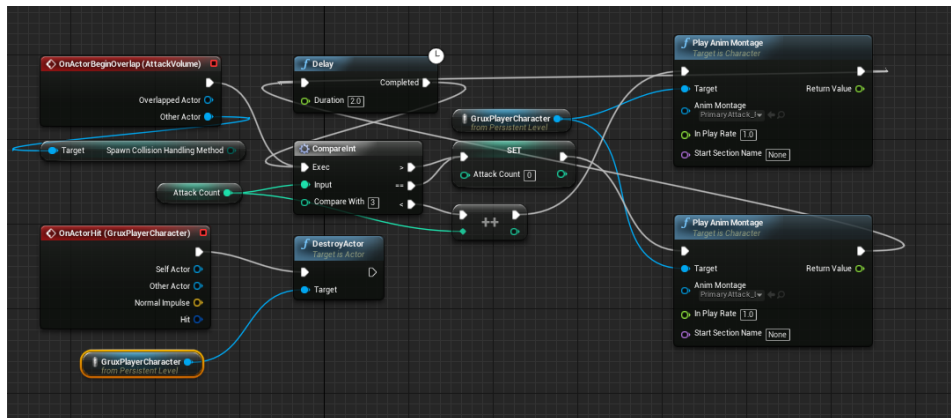 OnActorBeginOverlap (AttackVolume)
Overlapped Actor
Other Actor
Target Spawn Collision Handling Method
Attack Count
Delay
Completed
Duration 2.0
CompareInt
Exec >
Input ==
Compare With 3 <
GruxPlayerCharacter
from Persistent Level
SET
Attack Count 0
++
Play Anim Montage
Target is Character
Target Return Value
Anim Montage
In Play Rate 1.0
Start Section Name None
OnActorHit (GruxPlayerCharacter)
Self Actor
Other Actor
Normal Impulse
Hit
DestroyActor
Target is Actor
Target
GruxPlayerCharacter
from Persistent Level
Play Anim Montage
Target is Character
Target Return Value
Anim Montage
In Play Rate 1.0
Start Section Name None